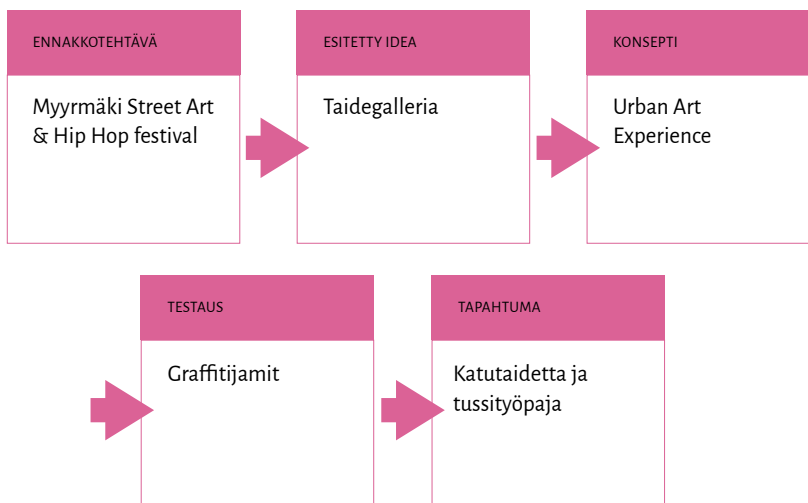 ENNAKKOTEHTÄVÄ
Myyrmäki Street Art
& Hip Hop festival
ESITETTY IDEA
Taidegalleria
KONSEPTI
Urban Art
Experience
TESTAUS
Graffitijamit
TAPAHTUMA
Katutaidetta ja
tussityöpaja